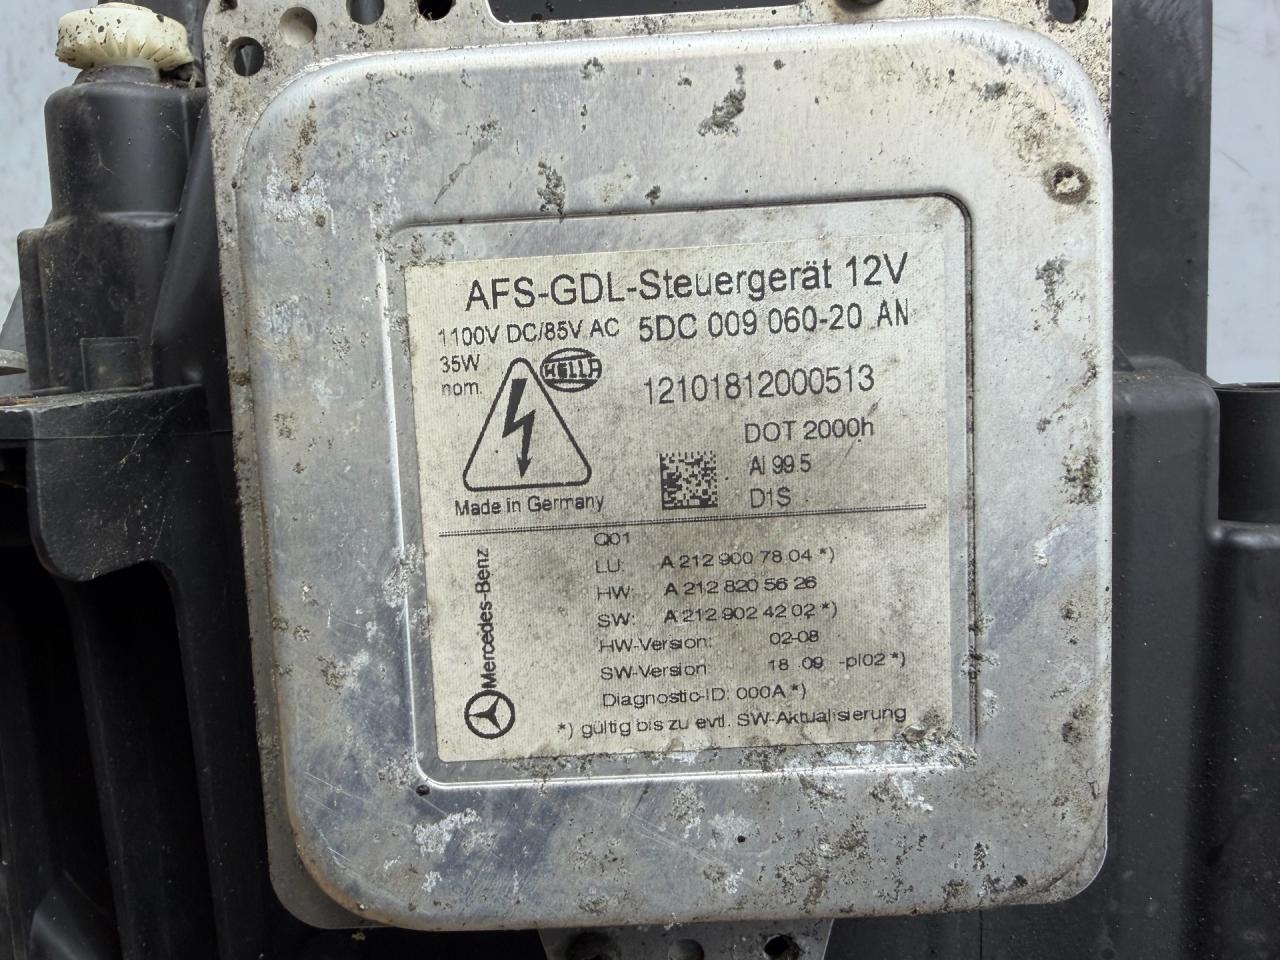 AFS-GDL-Steuergerät 12V
1100V DC/85V AC 5DC 009 060-20 AN
35W
nom.
HELLA
12101812000513
DOT 2000h
Al 99.5
D1S
Made in Germany
Mercedes-Benz
Q01
LU: A 212 900 78 04 *)
HW: A 212 820 56 26
SW: A 212 902 42 02 *)
HW-Version: 02-08
SW-Version 18 .09 -pl02 *)
Diagnostic-ID: 000A *)
*) gültig bis zu evtl. SW-Aktualisierung